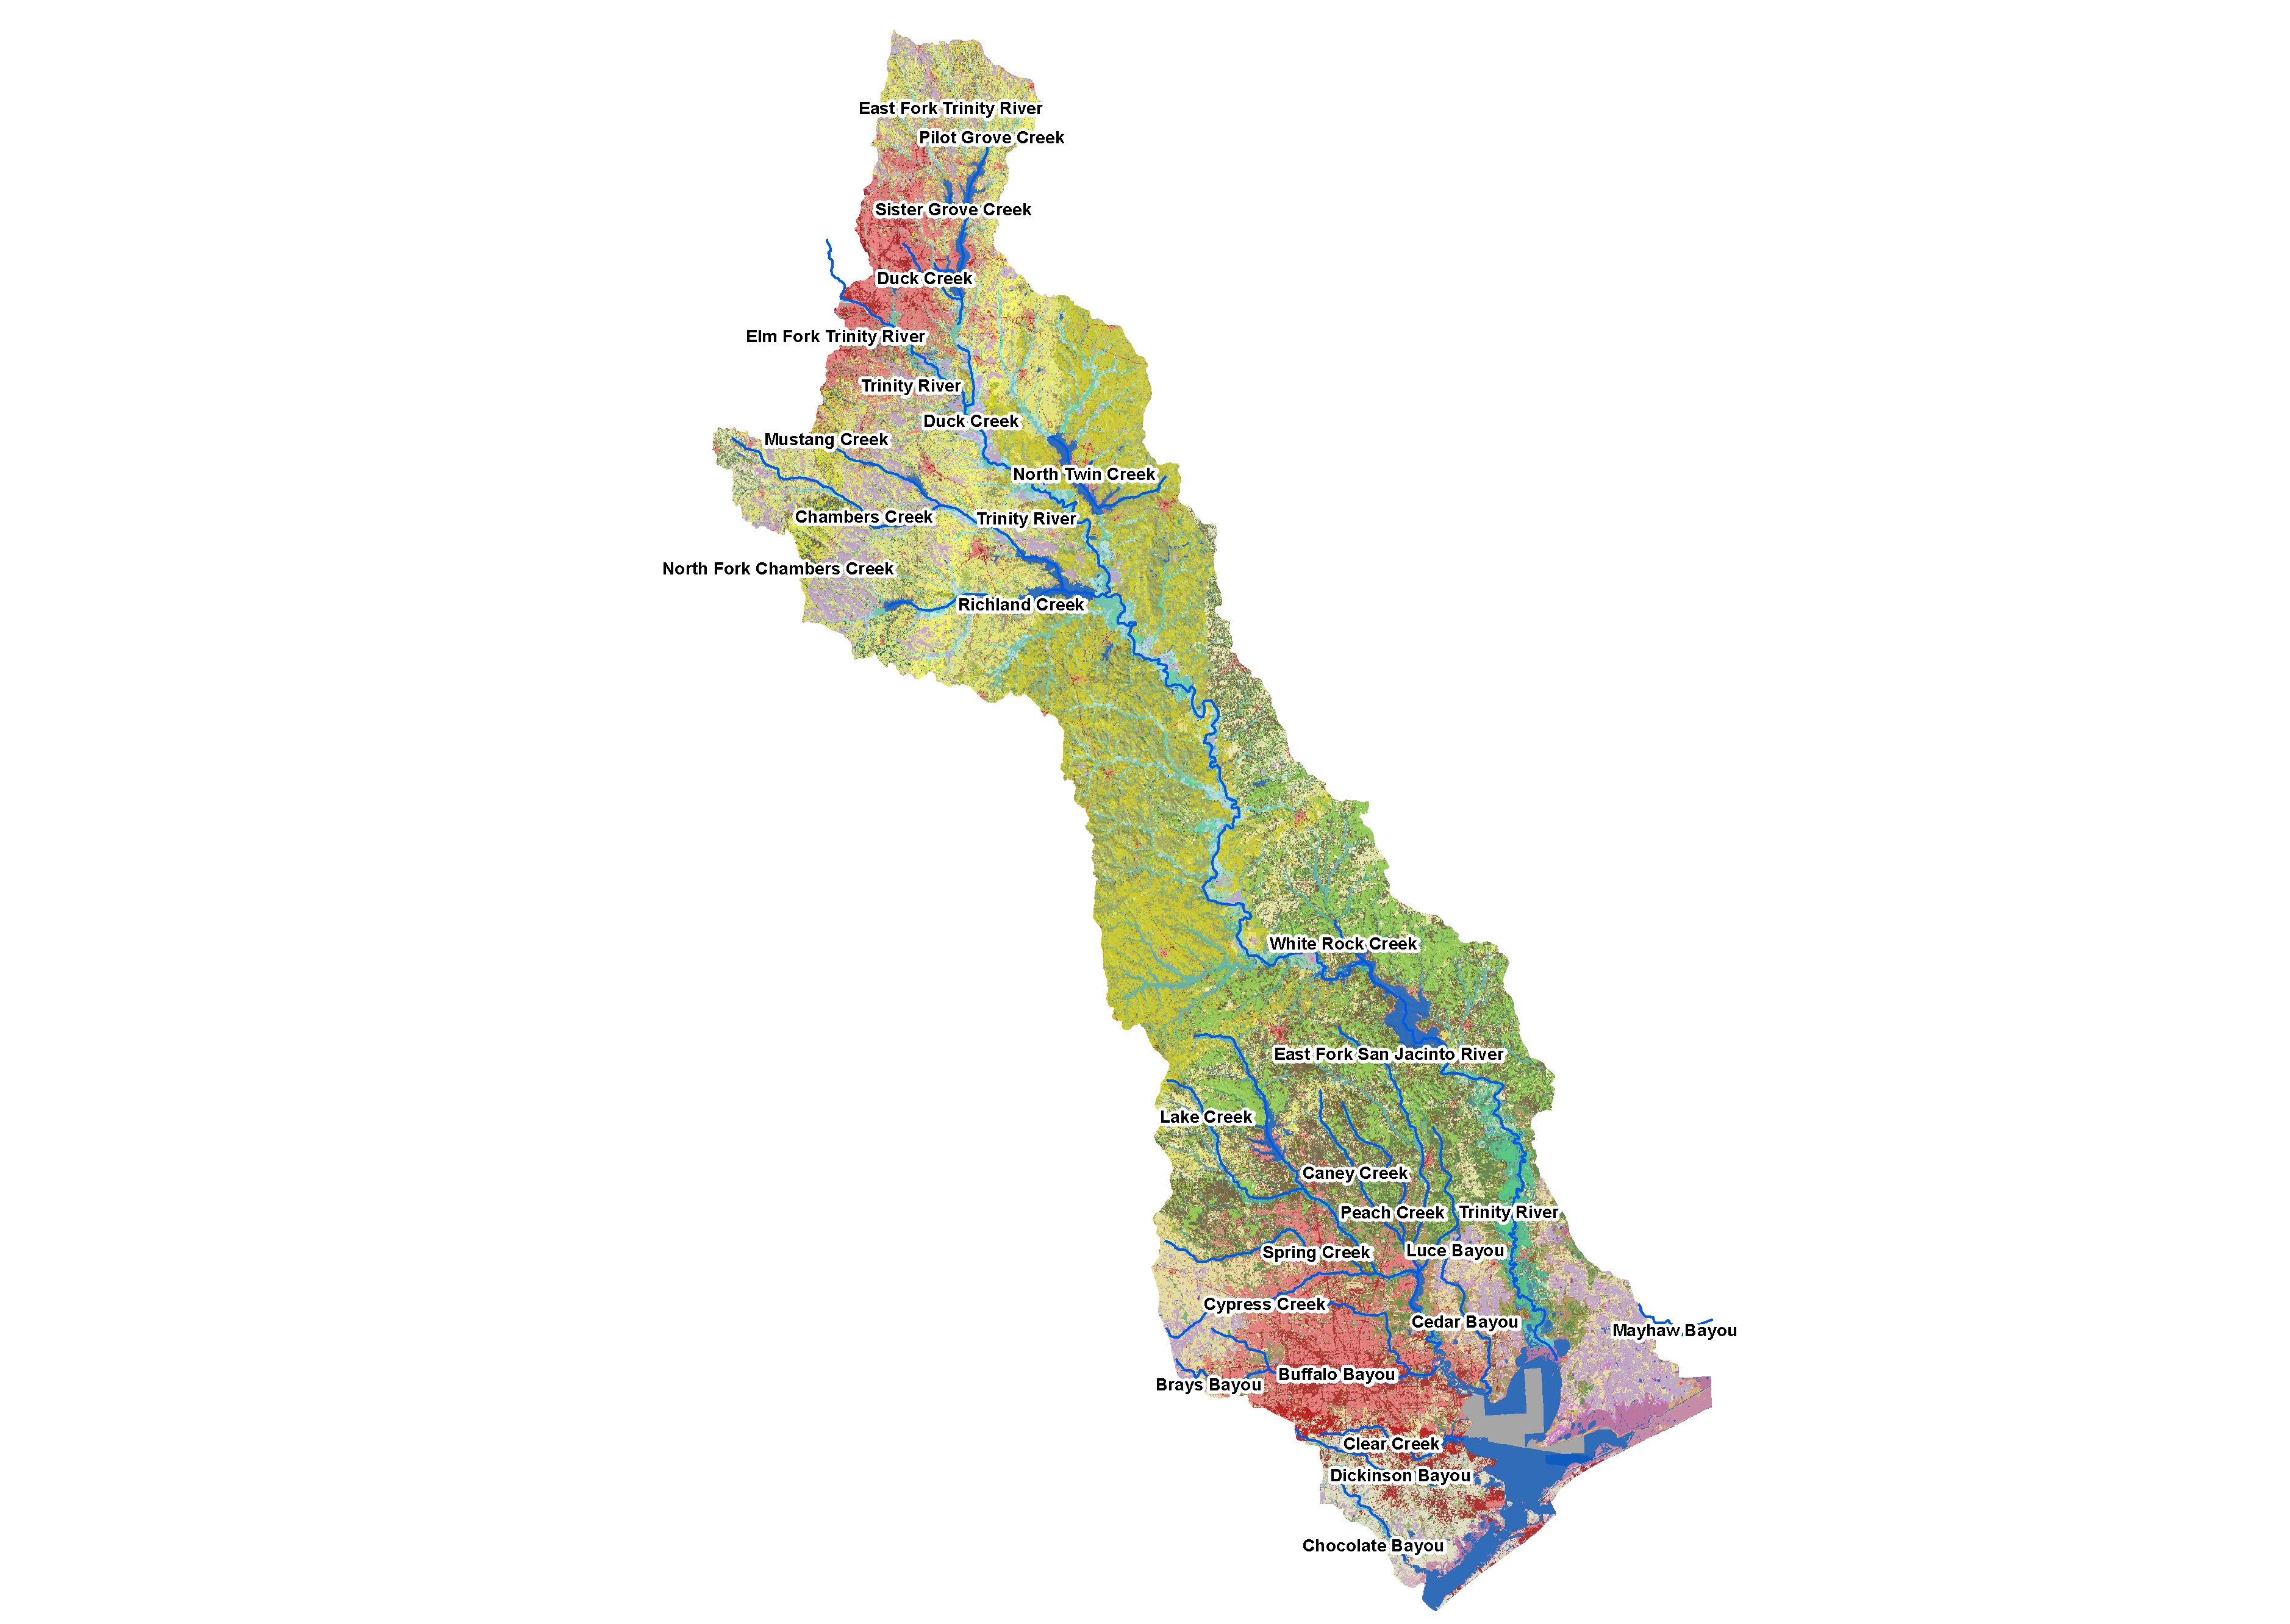 East Fork Trinity River
Pilot Grove Creek
Sister Grove Creek
Duck Creek
Elm Fork Trinity River
Trinity River
Duck Creek
Mustang Creek
North Twin Creek
Chambers Creek
Trinity River
North Fork Chambers Creek
Richland Creek
White Rock Creek
East Fork San Jacinto River
Lake Creek
Caney Creek
Peach Creek
Trinity River
Luce Bayou
Spring Creek
Cypress Creek
Cedar Bayou
Mayhaw Bayou
Buffalo Bayou
Brays Bayou
Clear Creek
Dickinson Bayou
Chocolate Bayou